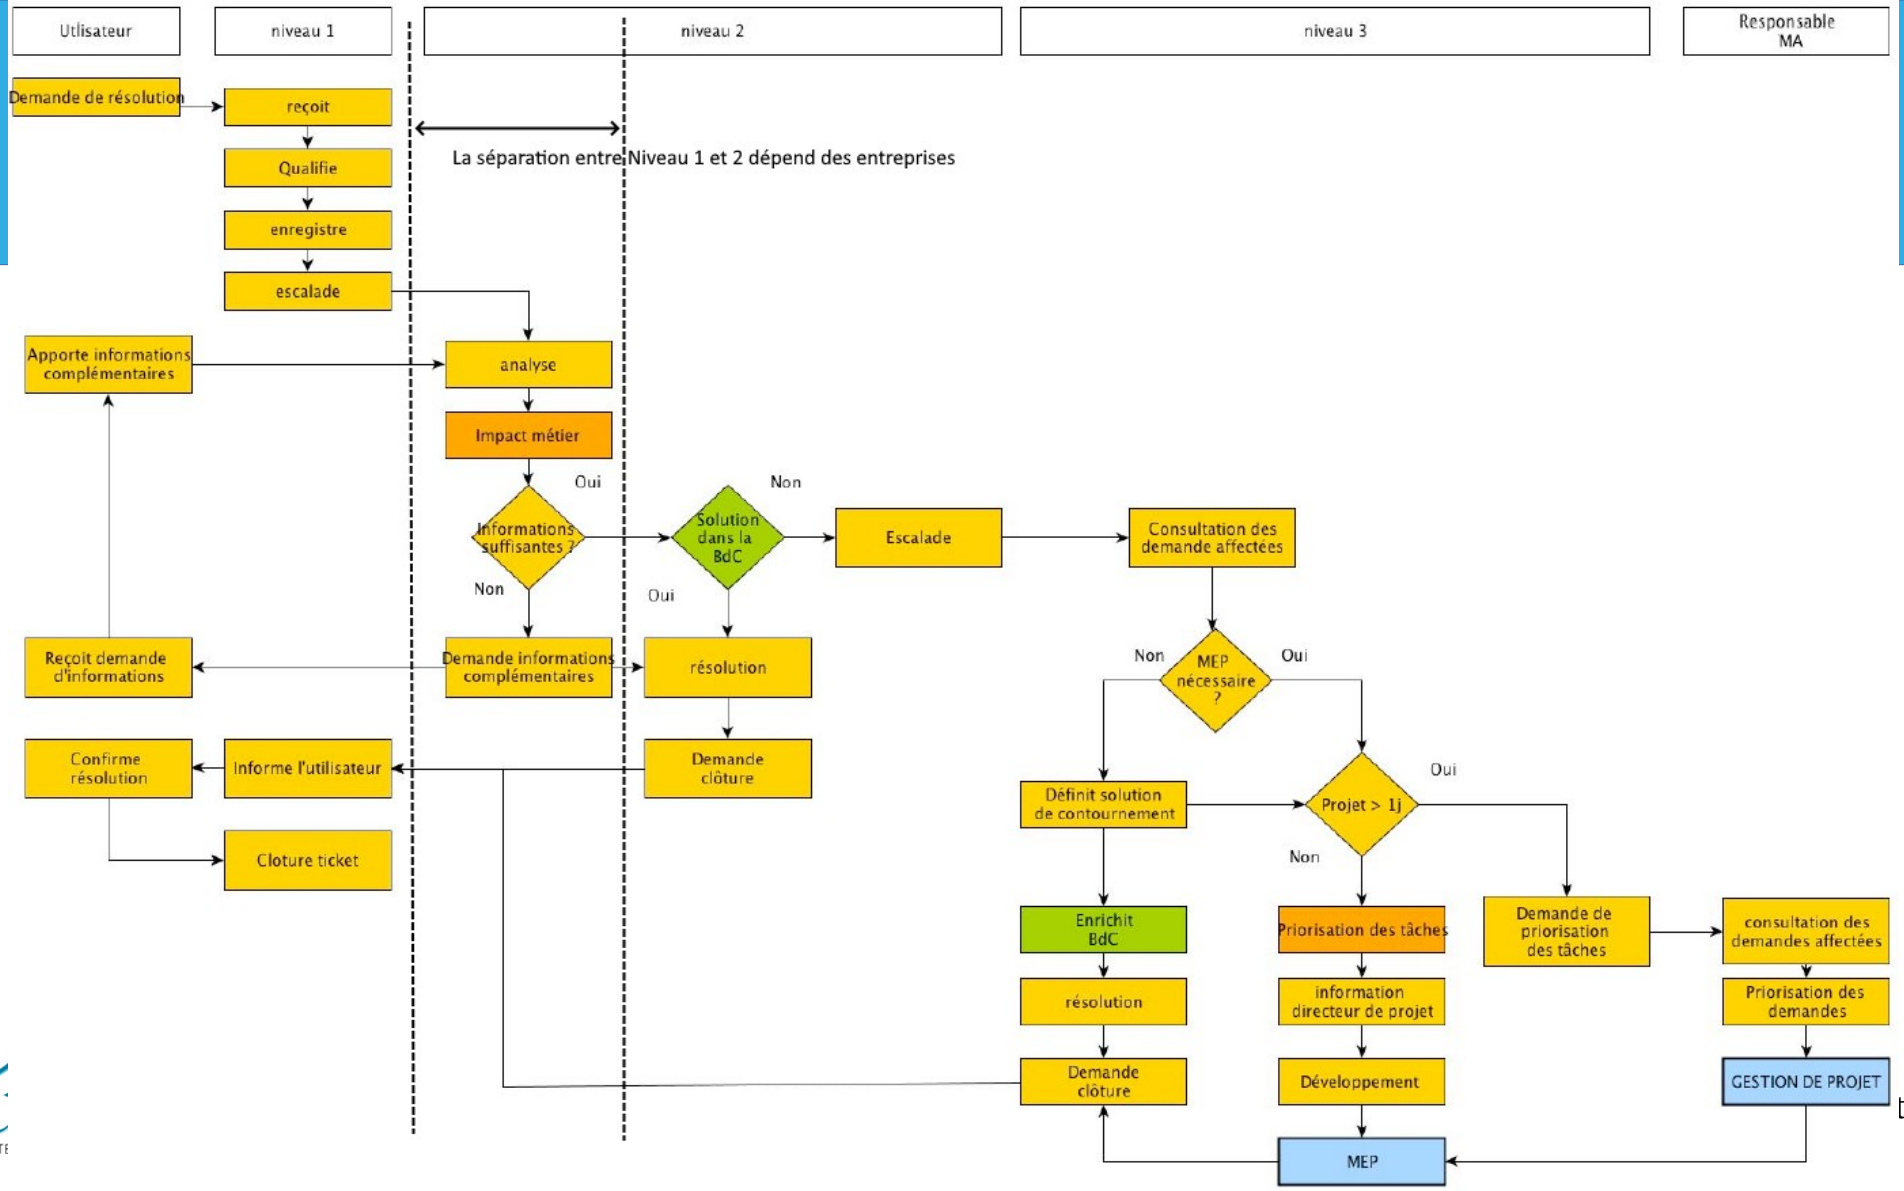 Utlisateur
niveau 1
niveau 2
niveau 3
Responsable
MA
Demande de résolution
reçoit
La séparation entre Niveau 1 et 2 dépend des entreprises
Qualifie
enregistre
escalade
Apporte informations
complémentaires
analyse
Impact métier
Oui
Non
Informations
suffisantes ?
Solution
dans la
BdC
Escalade
Consultation des
demande affectées
Non
Oui
Reçoit demande
d'informations
Demande informations
complémentaires
résolution
Non
Oui
MEP
nécessaire
?
Confirme
résolution
Informe l'utilisateur
Demande
clôture
Oui
Définit solution
de contournement
Projet > 1j
Non
Cloture ticket
Enrichit
BdC
Priorisation des tâches
Demande de
priorisation
des tâches
consultation des
demandes affectées
résolution
information
directeur de projet
Priorisation des
demandes
Demande
clôture
Développement
GESTION DE PROJET
MEP